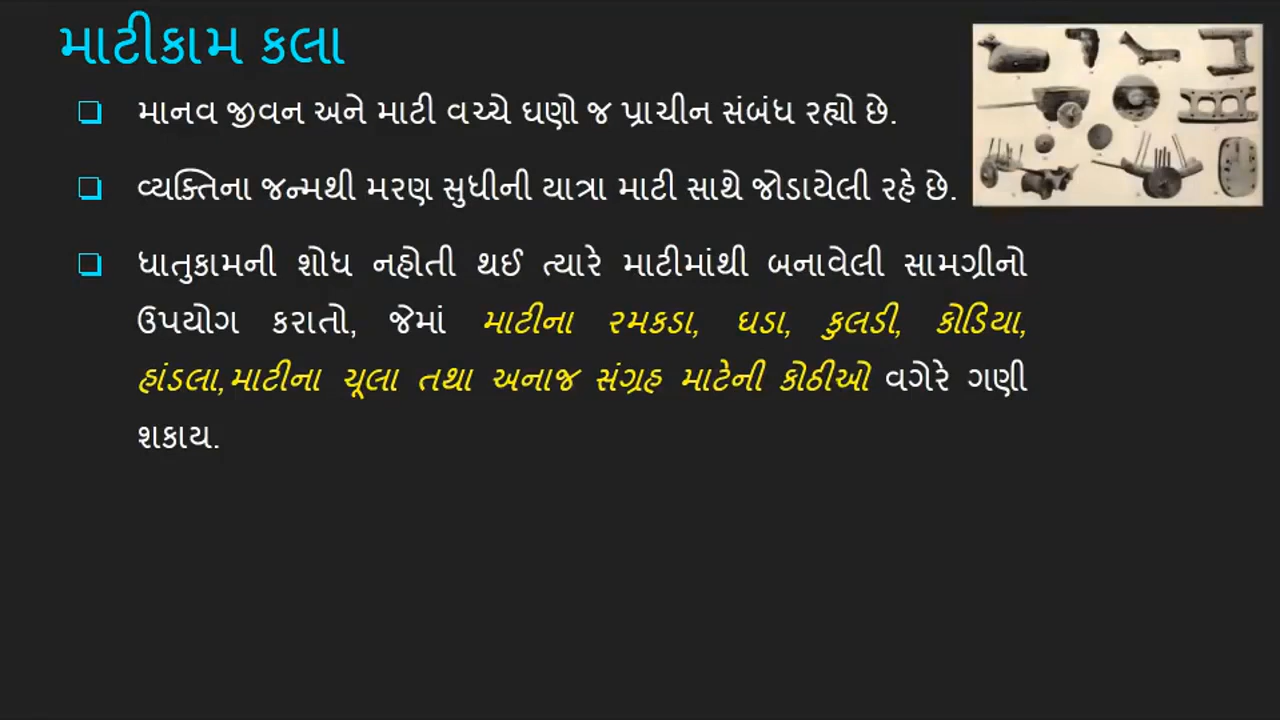 માટીકામ કલા
માનવ જીવન અને માટી વચ્ચે ઘણો જ પ્રાચીન સંબંધ રહ્યો છે.
વ્યક્તિના જન્મથી મરણ સુધીની યાત્રા માટી સાથે જોડાયેલી રહે છે.
ધાતુકામની શોધ નહોતી થઈ ત્યારે માટીમાંથી બનાવેલી સામગ્રીનો
ઉપયોગ કરાતો, જેમાં માટીના રમકડા, ઘડા, કુલડી, કોડિયા,
હાંડલા,માટીના ચૂલા તથા અનાજ સંગ્રહ માટેની કોઠીઓ વગેરે ગણી
શકાય.